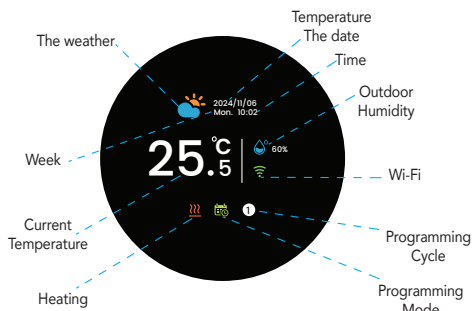 Temperature
The date
The weather
Time
2024/11/06
Mon. 10:02
Outdoor
Humidity
25.5 °C
60%
Week
Wi-Fi
1
Current
Temperature
Programming
Cycle
Heating
Programming
Mode